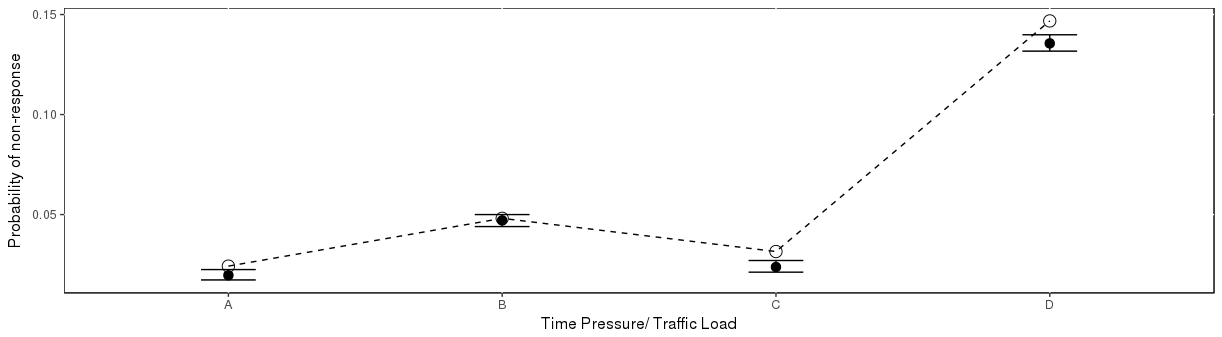 Probability of non-response
0.15
0.10
0.05
A B C D
Time Pressure/ Traffic Load